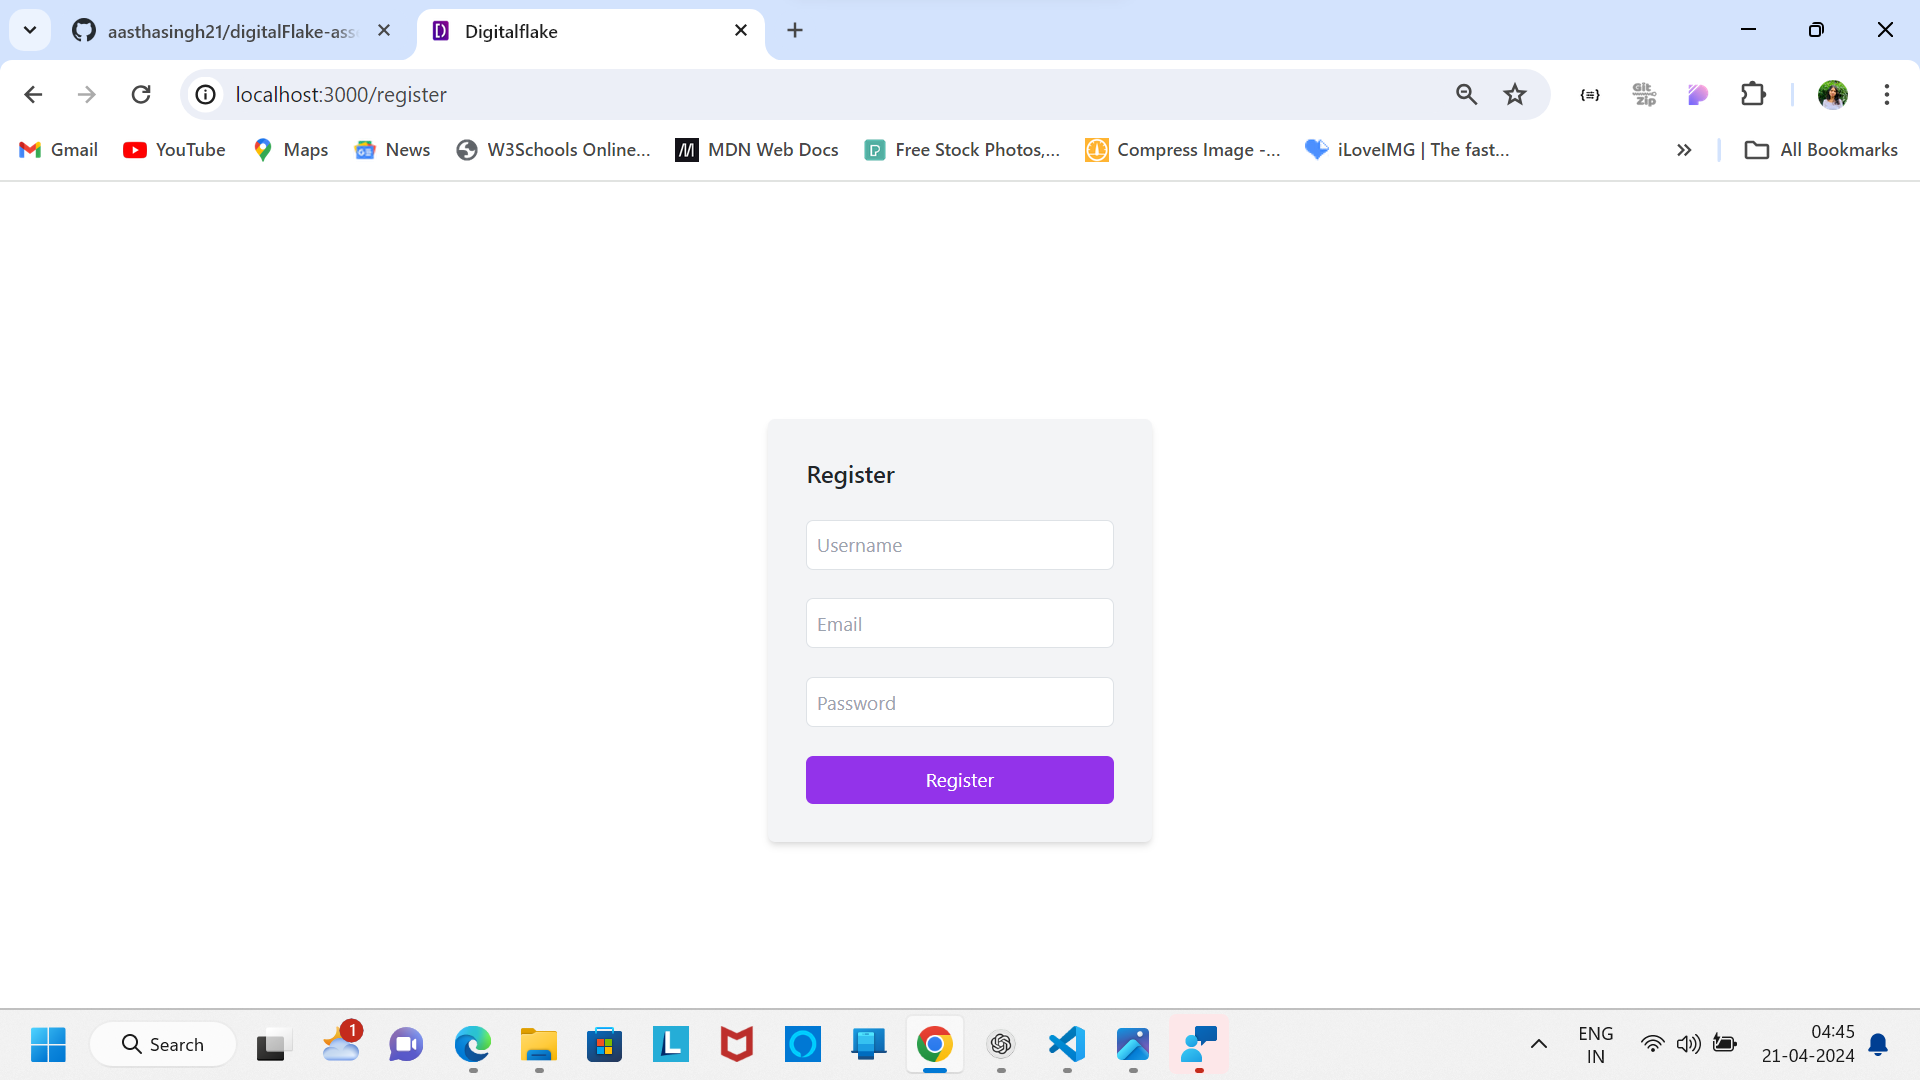 aasthasingh21/digitalFlake-ass
Digitalflake
localhost:3000/register
Git
Zip
Gmail
YouTube
Maps
News
W3Schools Online...
MDN Web Docs
Free Stock Photos,...
Compress Image -...
iLoveIMG | The fast...
All Bookmarks
Register
Username
Email
Password
Register
Search
1
ENG
IN
04:45
21-04-2024